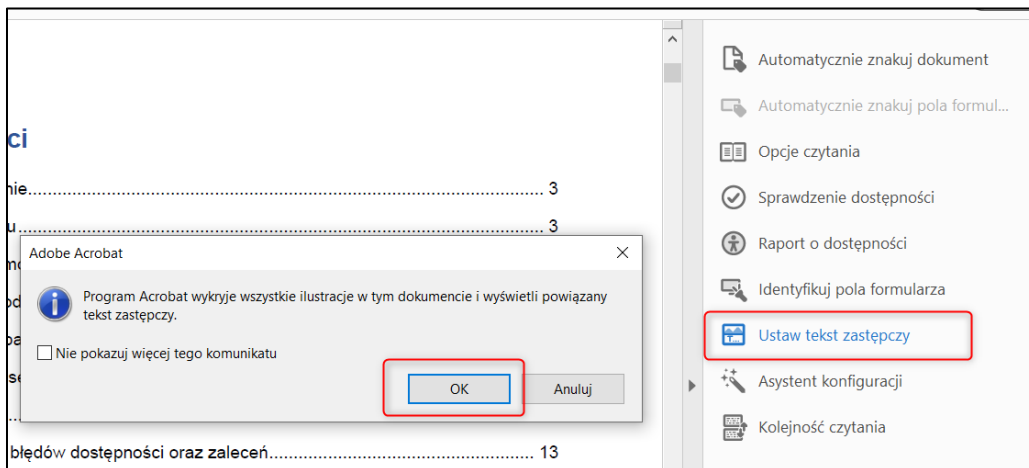 ci
nie 3
u 3
Adobe Acrobat
Program Acrobat wykryje wszystkie ilustracje w tym dokumencie i wyświetli powiązany
tekst zastępczy.
Nie pokazuj więcej tego komunikatu
OK Anuluj
błędów dostępności oraz zaleceń 13
Automatycznie znakuj dokument
Automatycznie znakuj pola formul...
Opcje czytania
Sprawdzenie dostępności
Raport o dostępności
Identyfikuj pola formularza
Ustaw tekst zastępczy
Asystent konfiguracji
Kolejność czytania